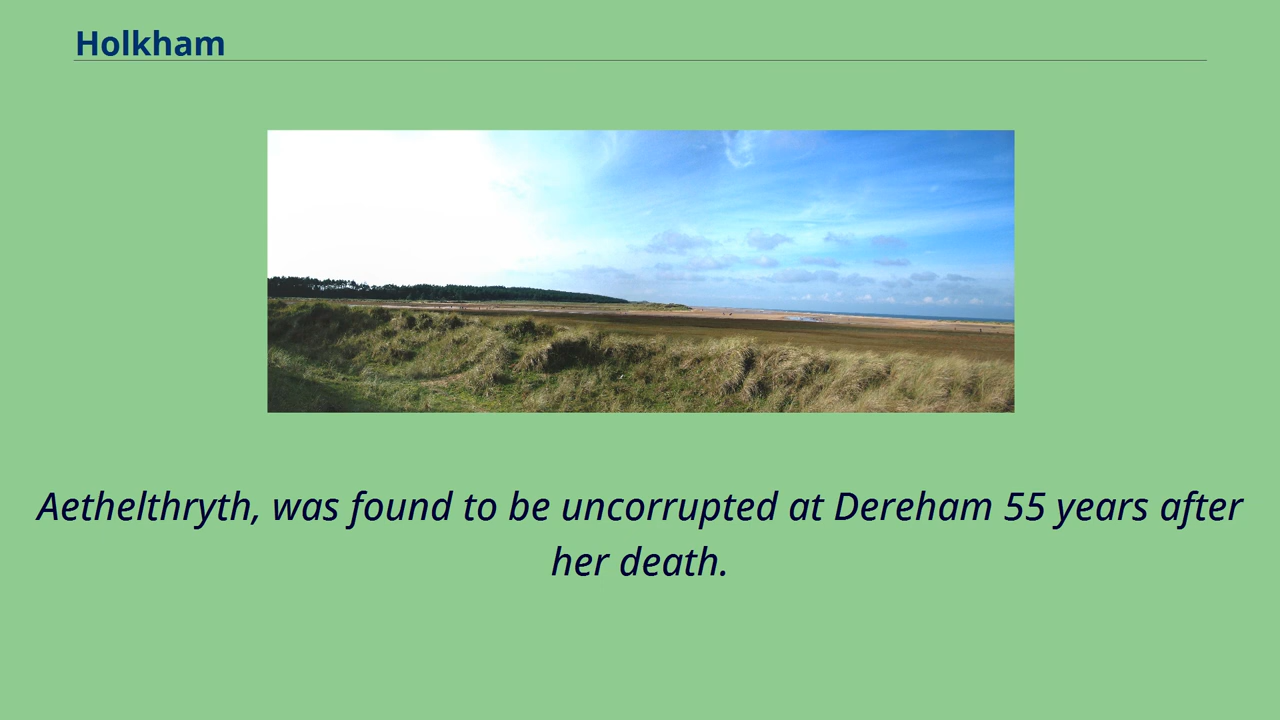 Holkham
Aethelthryth, was found to be uncorrupted at Dereham 55 years after
her death.